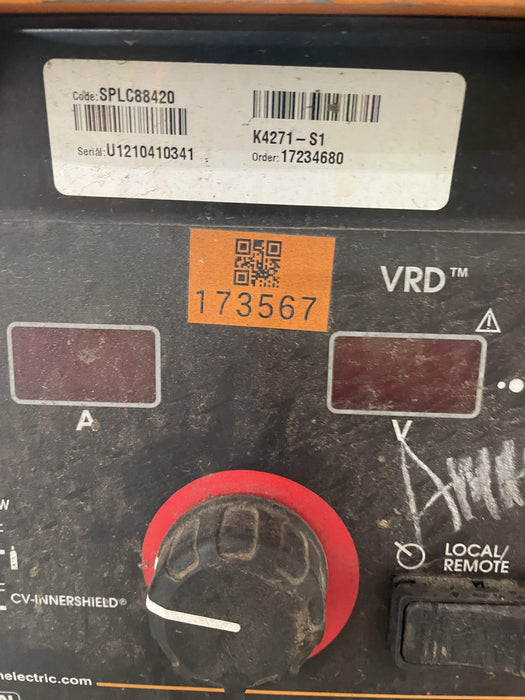 Code: SPLC88420
Serial: U1210410341
K4271-S1
Order: 17234680
173567
VRD™
A
V
LOCAL/
REMOTE
CV-INNERSHIELD®
nelectric.com